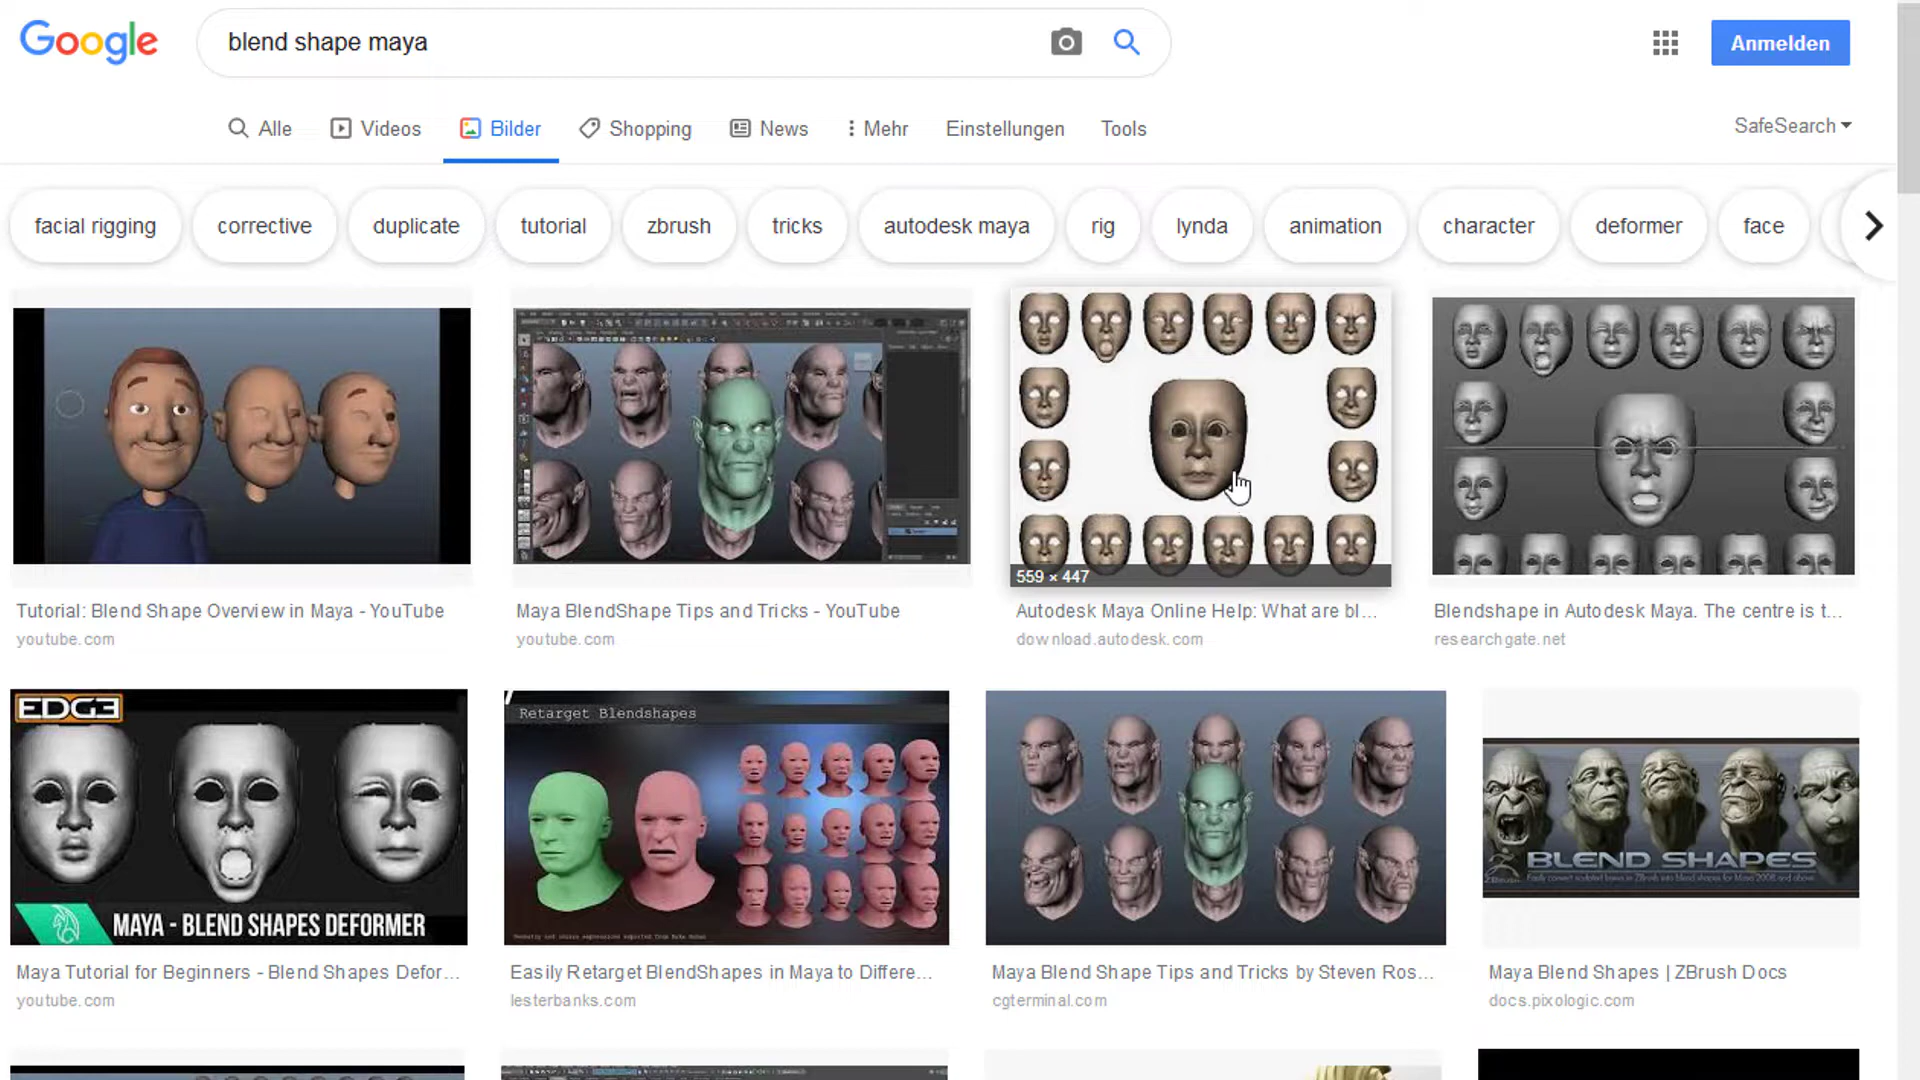 Google
blend shape maya
Anmelden
Alle
Videos
Bilder
Shopping
News
Mehr
Einstellungen
Tools
SafeSearch
facial rigging
corrective
duplicate
tutorial
zbrush
tricks
autodesk maya
rig
lynda
animation
character
deformer
face
559 × 447
Tutorial: Blend Shape Overview in Maya - YouTube
youtube.com
Maya BlendShape Tips and Tricks - YouTube
youtube.com
Autodesk Maya Online Help: What are bl...
download.autodesk.com
Blendshape in Autodesk Maya. The centre is t...
researchgate.net
EDGE
MAYA - BLEND SHAPES DEFORMER
Retarget Blendshapes
BLEND SHAPES
Maya Tutorial for Beginners - Blend Shapes Defor...
youtube.com
Easily Retarget BlendShapes in Maya to Differe...
lesterbanks.com
Maya Blend Shape Tips and Tricks by Steven Ros...
cgterminal.com
Maya Blend Shapes | ZBrush Docs
docs.pixologic.com